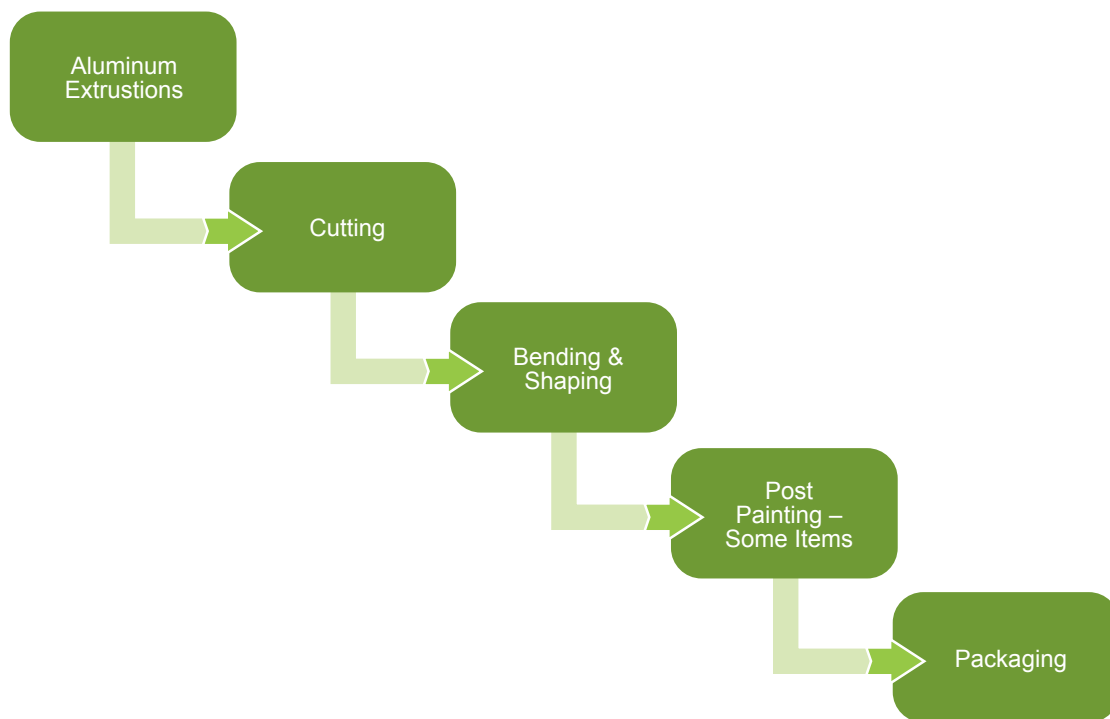 Aluminum
Extrustions
Cutting
Bending &
Shaping
Post
Painting –
Some Items
Packaging